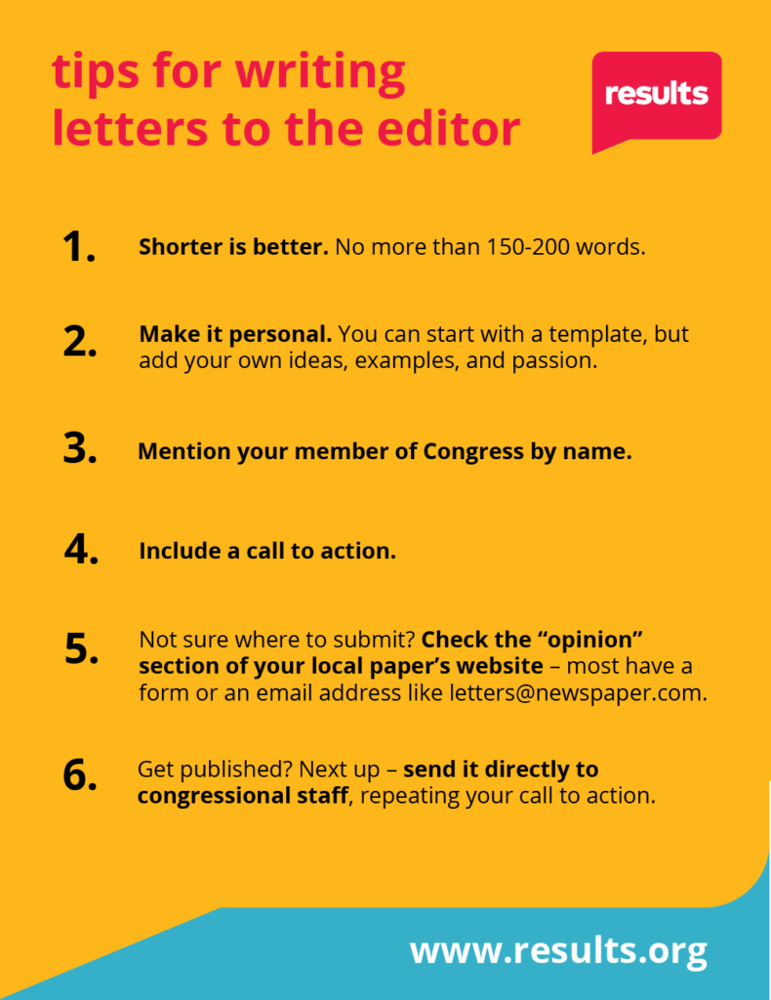 tips for writing
letters to the editor
results
1. Shorter is better. No more than 150-200 words.
2. Make it personal. You can start with a template, but
add your own ideas, examples, and passion.
3. Mention your member of Congress by name.
4. Include a call to action.
5. Not sure where to submit? Check the “opinion”
section of your local paper’s website – most have a
form or an email address like letters@newspaper.com.
6. Get published? Next up – send it directly to
congressional staff, repeating your call to action.
www.results.org